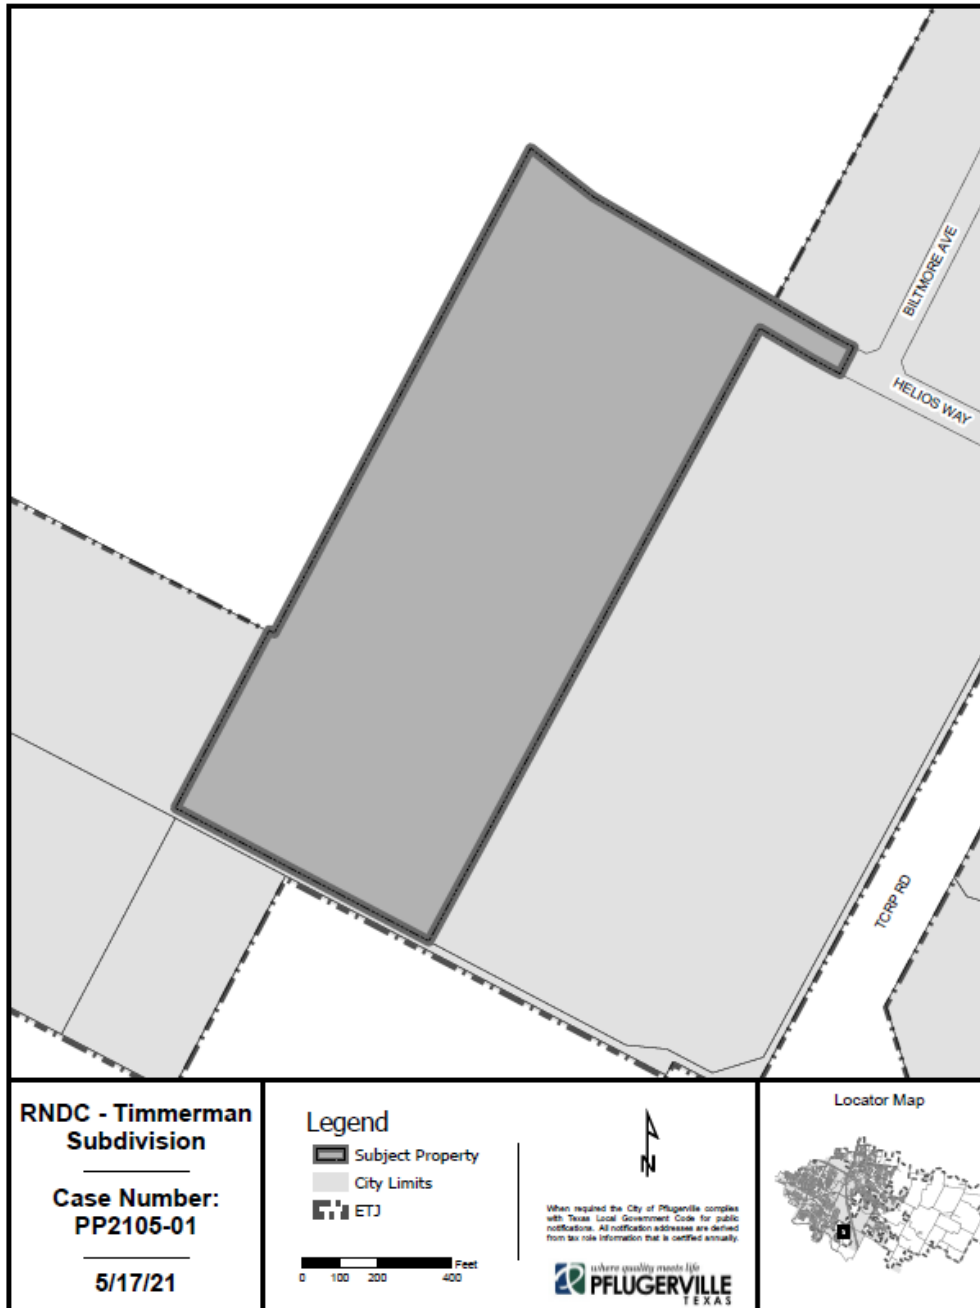 BILTMORE AVE
HELIOS WAY
TCRP RD
RNDC - Timmerman
Subdivision
Case Number:
PP2105-01
5/17/21
Legend
Subject Property
City Limits
ETJ
Feet
0 100 200 400
N
When required the City of Pflugerville complies
with Texas Local Government Code for public
notifications. All notification addresses are derived
from tax role information that is certified annually.
where quality meets life
PFLUGERVILLE
TEXAS
Locator Map